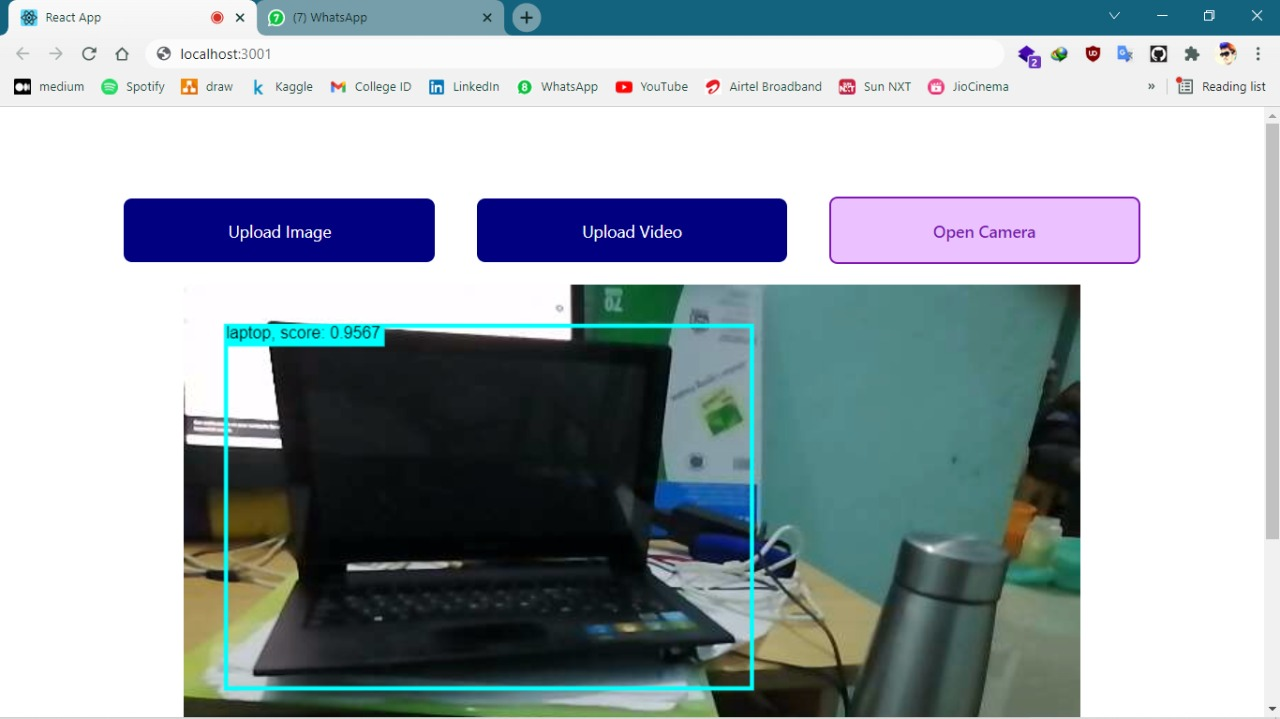 React App
(7) WhatsApp
localhost:3001
2
medium
Spotify
draw
Kaggle
College ID
LinkedIn
WhatsApp
YouTube
Airtel Broadband
Sun NXT
JioCinema
»
Reading list
Upload Image
Upload Video
Open Camera
laptop, score: 0.9567